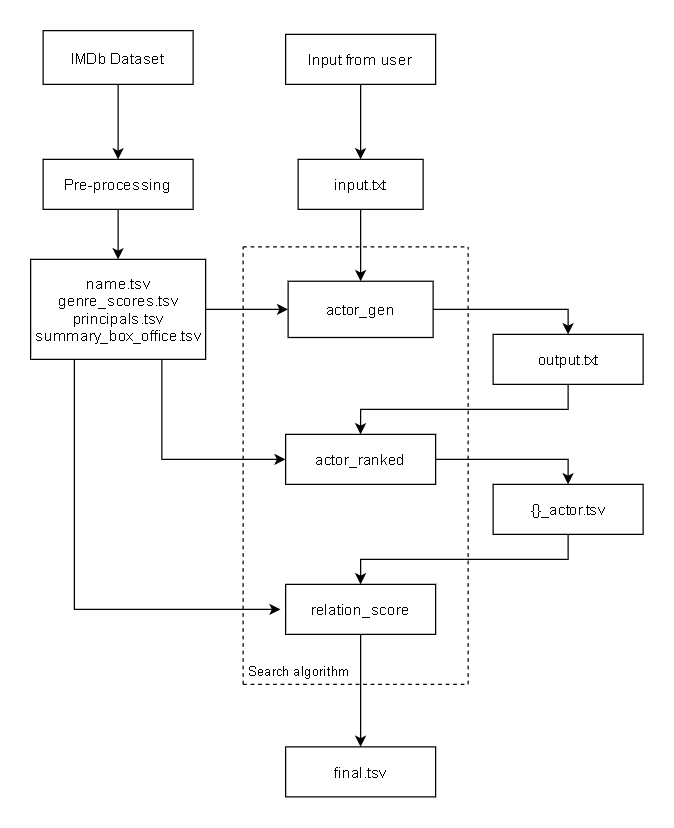 IMDb Dataset
Input from user
Pre-processing
input.txt
name.tsv
genre_scores.tsv
principals.tsv
summary_box_office.tsv
actor_gen
output.txt
actor_ranked
{}_actor.tsv
relation_score
Search algorithm
final.tsv